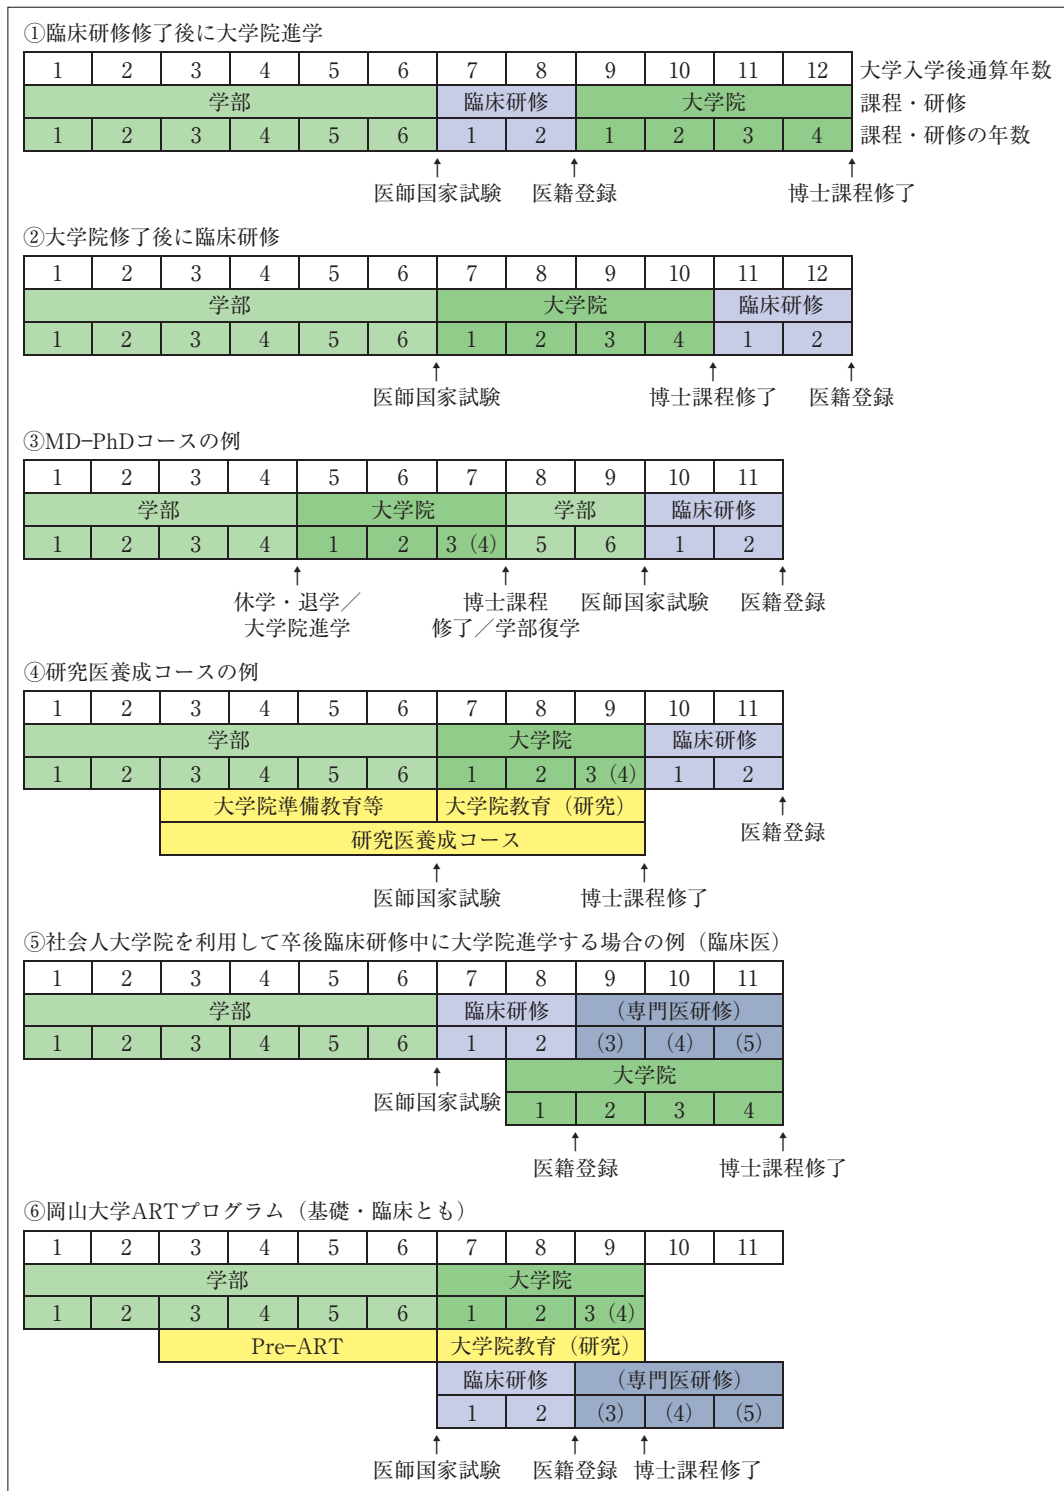 ①臨床研修修了後に大学院進学
1 2 3 4 5 6 7 8 9 10 11 12 大学入学後通算年数
学部 臨床研修 大学院 課程・研修
1 2 3 4 5 6 1 2 1 2 3 4 課程・研修の年数
↑ ↑ ↑
医師国家試験 医籍登録 博士課程修了
②大学院修了後に臨床研修
1 2 3 4 5 6 7 8 9 10 11 12
学部 大学院 臨床研修
1 2 3 4 5 6 1 2 3 4 1 2
↑ ↑ ↑
医師国家試験 博士課程修了 医籍登録
③MD−PhDコースの例
1 2 3 4 5 6 7 8 9 10 11
学部 大学院 学部 臨床研修
1 2 3 4 1 2 3（4） 5 6 1 2
↑ ↑ ↑ ↑
休学・退学／ 博士課程 医師国家試験 医籍登録
大学院進学 修了／学部復学
④研究医養成コースの例
1 2 3 4 5 6 7 8 9 10 11
学部 大学院 臨床研修
1 2 3 4 5 6 1 2 3（4） 1 2
大学院準備教育等 大学院教育（研究） ↑
医籍登録
研究医養成コース
↑ ↑
医師国家試験 博士課程修了
⑤社会人大学院を利用して卒後臨床研修中に大学院進学する場合の例（臨床医）
1 2 3 4 5 6 7 8 9 10 11
学部 臨床研修 （専門医研修）
1 2 3 4 5 6 1 2 （3） （4） （5）
↑ 大学院
医師国家試験 1 2 3 4
↑ ↑
医籍登録 博士課程修了
⑥岡山大学ARTプログラム（基礎・臨床とも）
1 2 3 4 5 6 7 8 9 10 11
学部 大学院
1 2 3 4 5 6 1 2 3（4）
Pre−ART 大学院教育（研究）
臨床研修 （専門医研修）
1 2 （3） （4） （5）
↑ ↑ ↑
医師国家試験 医籍登録 博士課程修了